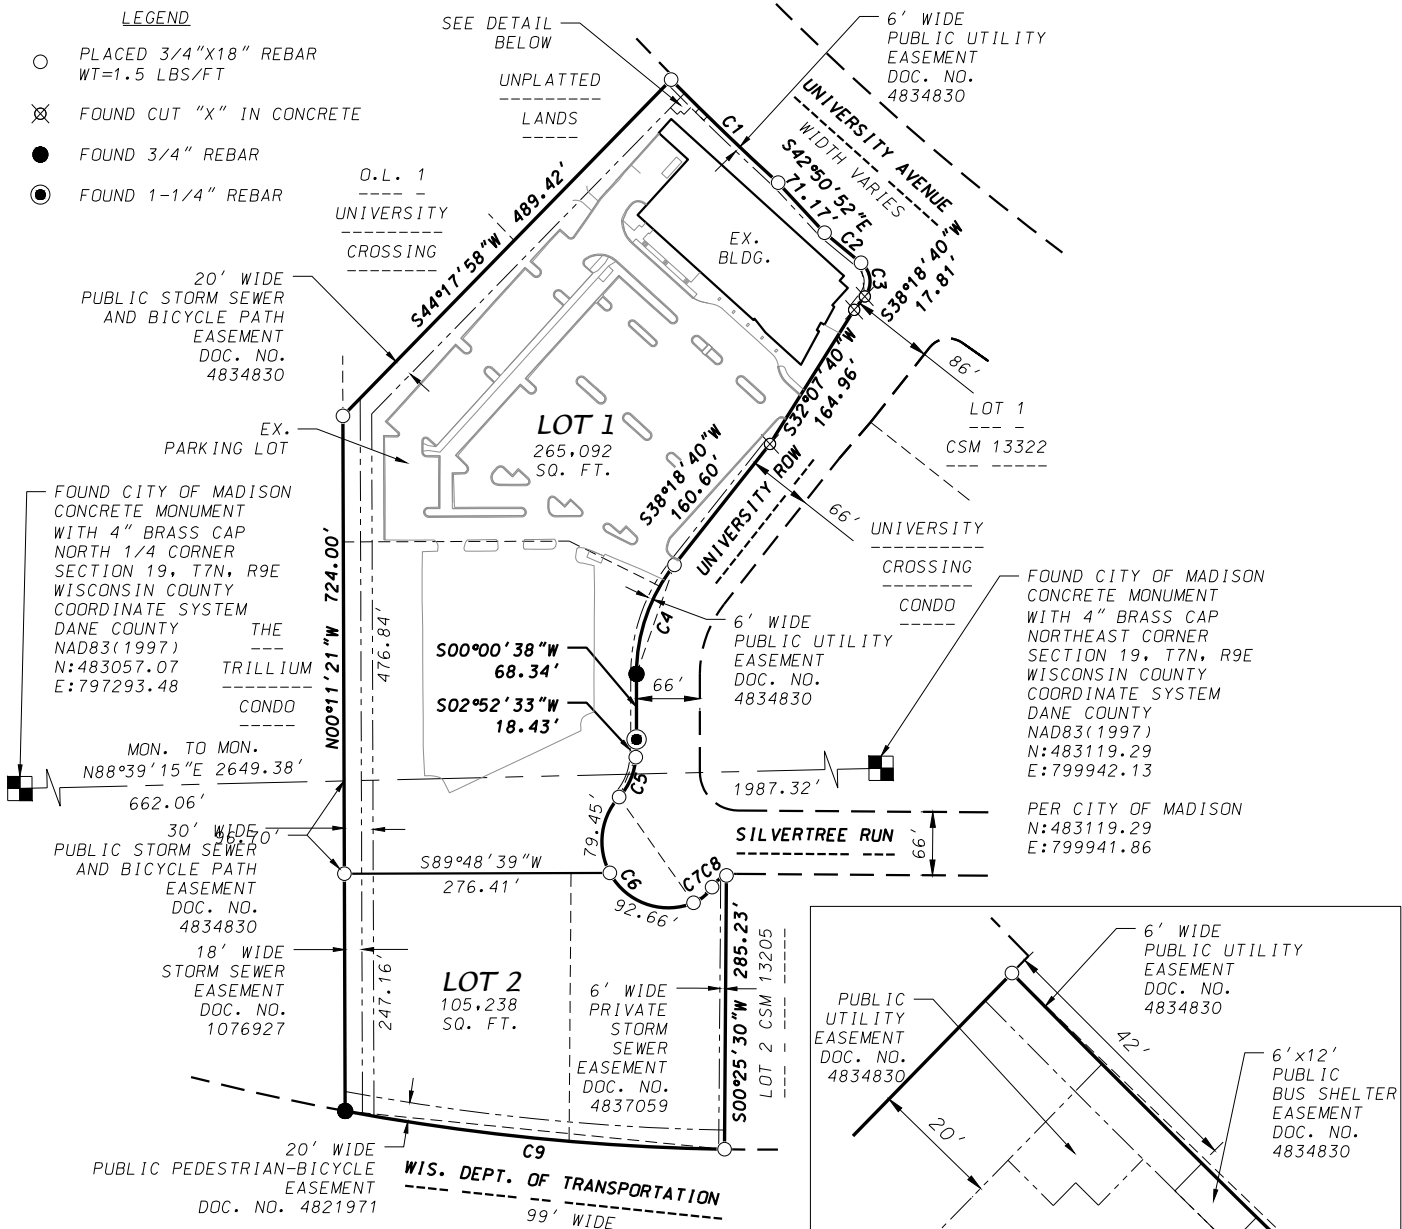 LEGEND
PLACED 3/4"X18" REBAR
WT=1.5 LBS/FT
FOUND CUT "X" IN CONCRETE
FOUND 3/4" REBAR
FOUND 1-1/4" REBAR
SEE DETAIL
BELOW
UNPLATTED
LANDS
6' WIDE
PUBLIC UTILITY
EASEMENT
DOC. NO.
4834830
UNIVERSITY AVENUE
WIDTH VARIES
C1
S42°50'52"E
71.17'
C2
C3
S38°18'40"W
17.81'
O.L. 1
UNIVERSITY
CROSSING
S44°17'58"W 489.42'
EX.
BLDG.
20' WIDE
PUBLIC STORM SEWER
AND BICYCLE PATH
EASEMENT
DOC. NO.
4834830
EX.
PARKING LOT
LOT 1
265,092
SQ. FT.
S32°07'40"W
164.96'
86'
LOT 1
CSM 13322
S38°18'40"W
160.60'
UNIVERSITY ROW
66'
UNIVERSITY
CROSSING
CONDO
FOUND CITY OF MADISON
CONCRETE MONUMENT
WITH 4" BRASS CAP
NORTH 1/4 CORNER
SECTION 19, T7N, R9E
WISCONSIN COUNTY
COORDINATE SYSTEM
DANE COUNTY
NAD83(1997)
N:483057.07
E:797293.48
THE
TRILLIUM
CONDO
N00°11'21"W 724.00'
476.84'
C4
6' WIDE
PUBLIC UTILITY
EASEMENT
DOC. NO.
4834830
S00°00'38"W
68.34'
66'
S02°52'33"W
18.43'
FOUND CITY OF MADISON
CONCRETE MONUMENT
WITH 4" BRASS CAP
NORTHEAST CORNER
SECTION 19, T7N, R9E
WISCONSIN COUNTY
COORDINATE SYSTEM
DANE COUNTY
NAD83(1997)
N:483119.29
E:799942.13
PER CITY OF MADISON
N:483119.29
E:799941.86
MON. TO MON.
N88°39'15"E 2649.38'
662.06'
1987.32'
C5
79.45'
96.70'
30' WIDE
PUBLIC STORM SEWER
AND BICYCLE PATH
EASEMENT
DOC. NO.
4834830
SILVERTREE RUN
66'
S89°48'39"W
276.41'
C6
92.66'
C7
C8
18' WIDE
STORM SEWER
EASEMENT
DOC. NO.
1076927
247.16'
LOT 2
105,238
SQ. FT.
6' WIDE
PRIVATE
STORM
SEWER
EASEMENT
DOC. NO.
4837059
S00°25'30"W 285.23'
LOT 2 CSM 13205
20' WIDE
PUBLIC PEDESTRIAN-BICYCLE
EASEMENT
DOC. NO. 4821971
C9
WIS. DEPT. OF TRANSPORTATION
99' WIDE
6' WIDE
PUBLIC UTILITY
EASEMENT
DOC. NO.
4834830
PUBLIC
UTILITY
EASEMENT
DOC. NO.
4834830
42'
20'
6'x12'
PUBLIC
BUS SHELTER
EASEMENT
DOC. NO.
4834830